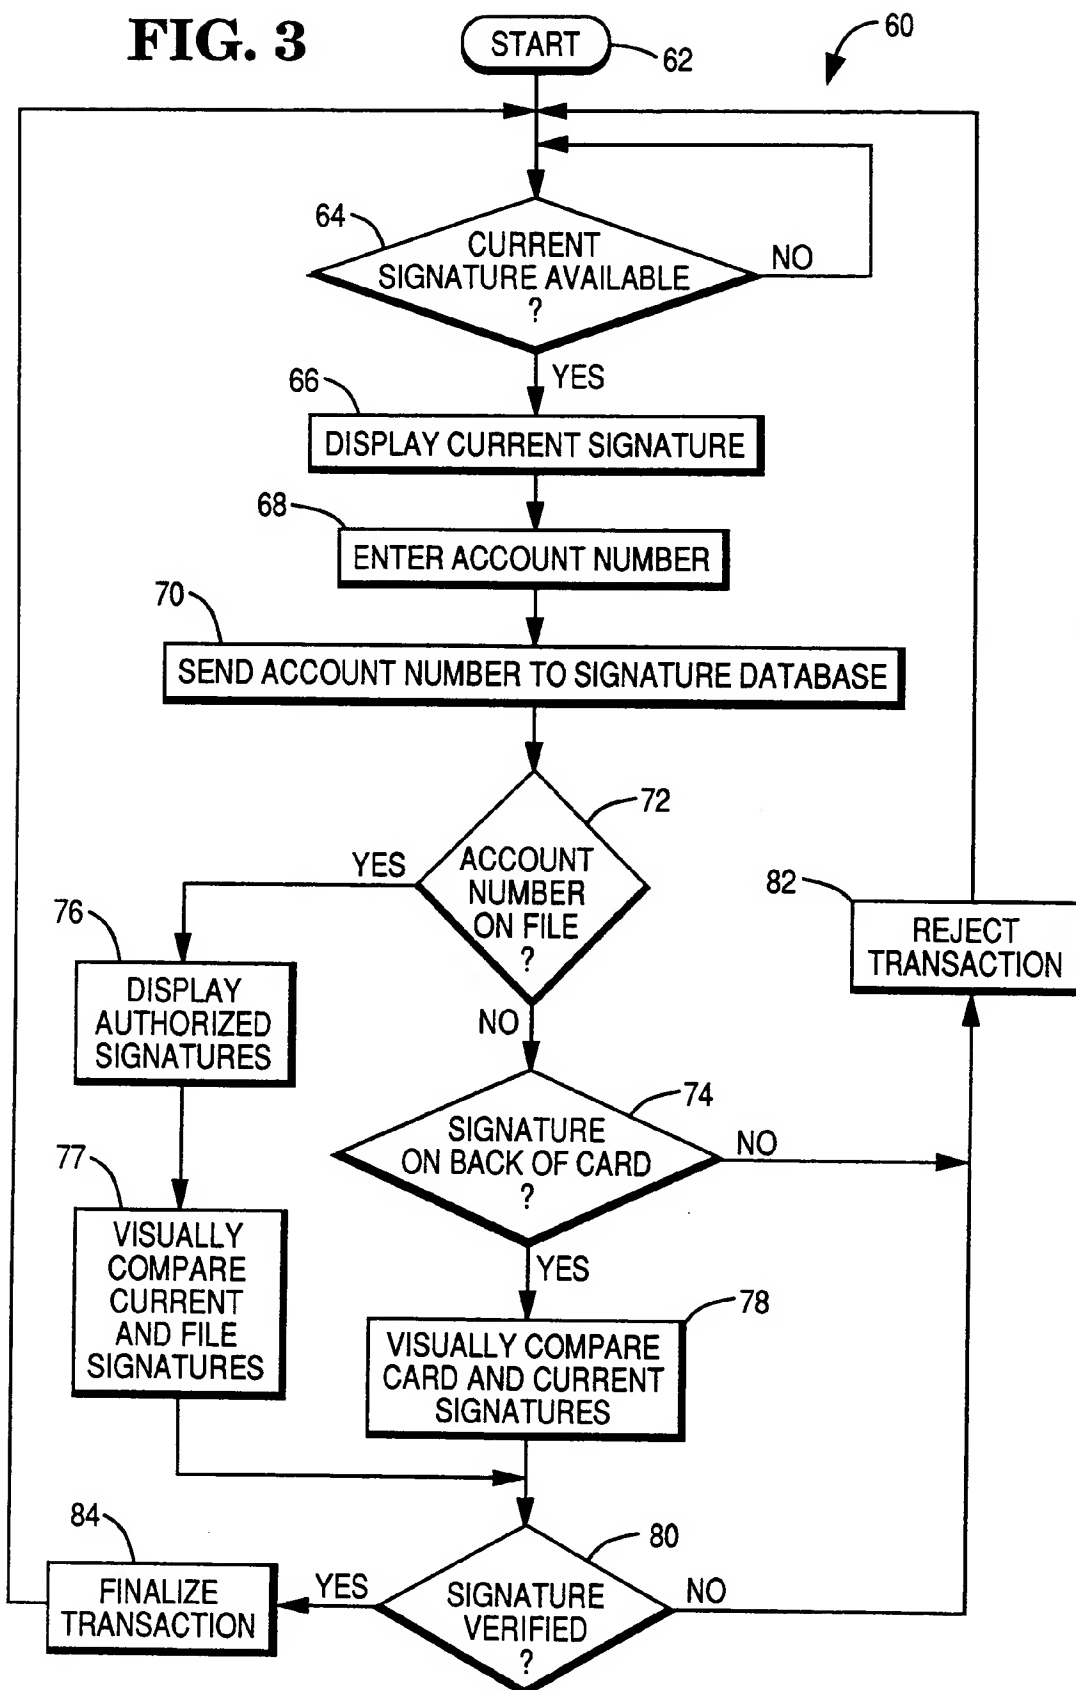 FIG. 3
START
60
62
64
CURRENT
SIGNATURE AVAILABLE
?
NO
YES
66
DISPLAY CURRENT SIGNATURE
68
ENTER ACCOUNT NUMBER
70
SEND ACCOUNT NUMBER TO SIGNATURE DATABASE
72
YES
ACCOUNT
NUMBER
ON FILE
?
NO
82
REJECT
TRANSACTION
76
DISPLAY
AUTHORIZED
SIGNATURES
74
SIGNATURE
ON BACK OF CARD
?
NO
YES
77
VISUALLY
COMPARE
CURRENT
AND FILE
SIGNATURES
78
VISUALLY COMPARE
CARD AND CURRENT
SIGNATURES
84
FINALIZE
TRANSACTION
YES
80
SIGNATURE
VERIFIED
?
NO